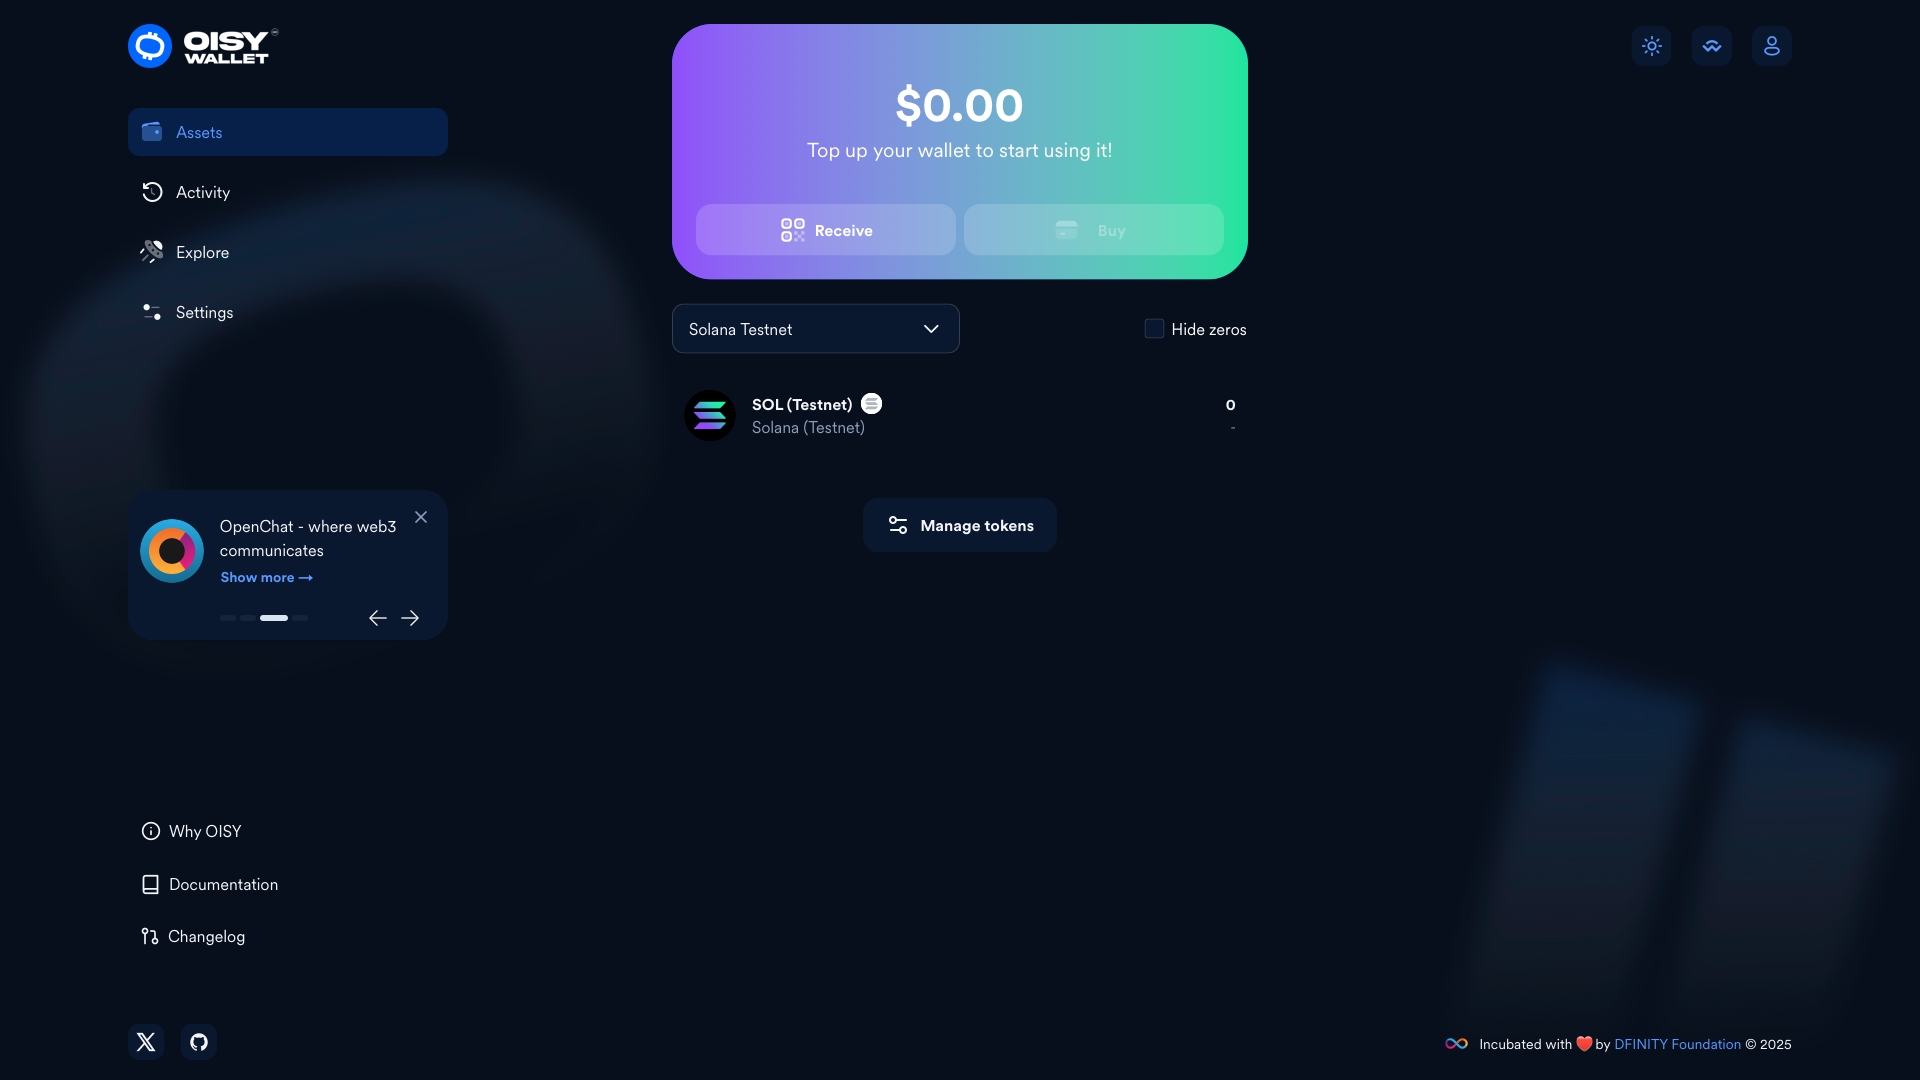 OISY
WALLET
Assets
Activity
Explore
Settings
OpenChat - where web3
communicates
Show more →
Why OISY
Documentation
Changelog
$0.00
Top up your wallet to start using it!
Receive
Buy
Solana Testnet
Hide zeros
SOL (Testnet)
0
Solana (Testnet)
-
Manage tokens
Incubated with ❤️ by DFINITY Foundation © 2025